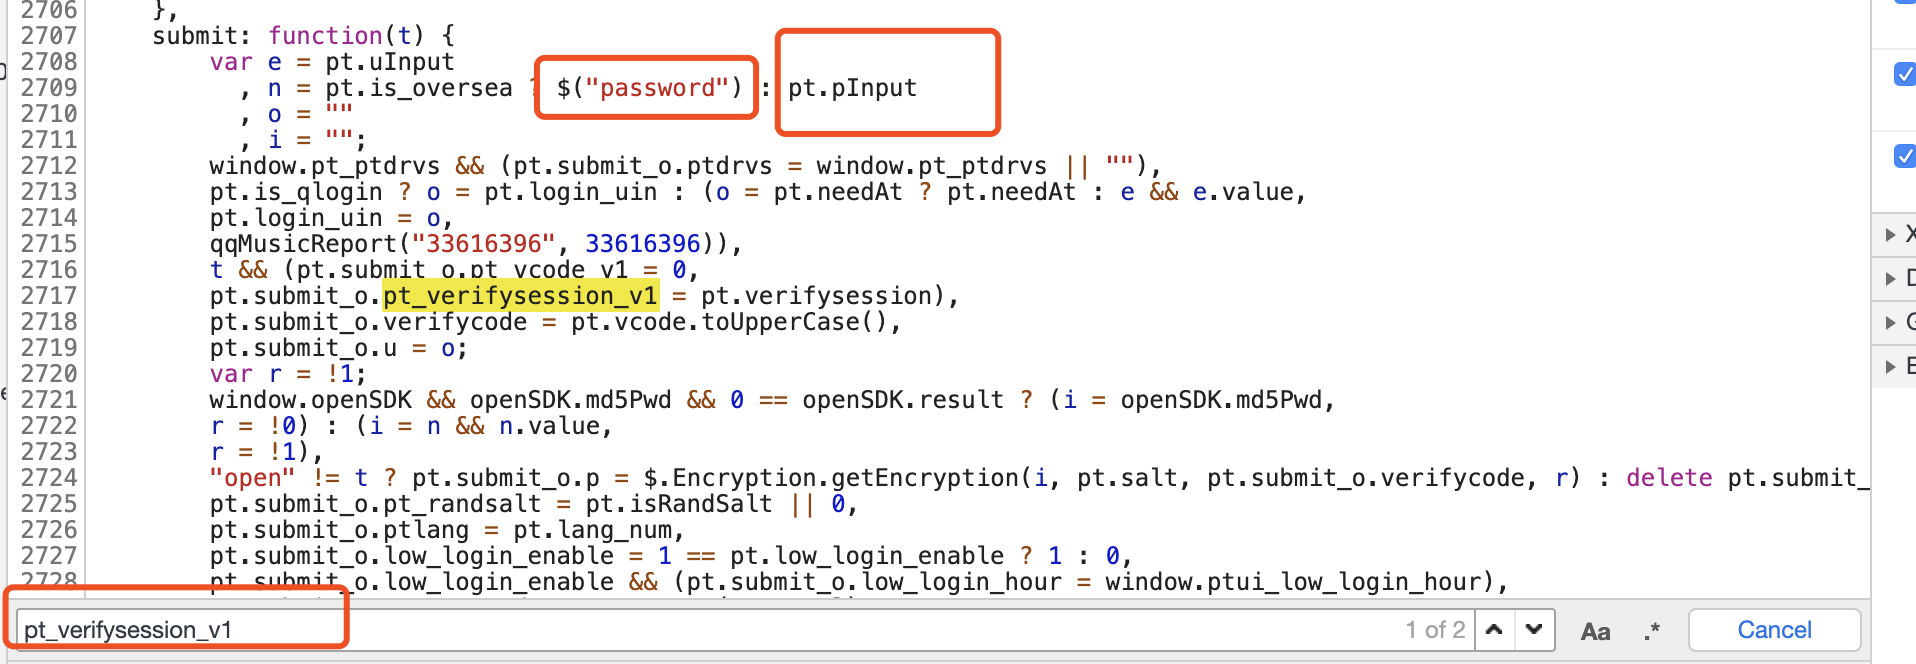 2706 },
2707 submit: function(t) {
2708 var e = pt.uInput
2709 , n = pt.is_oversea ? $("password") : pt.pInput
2710 , o = ""
2711 , i = "";
2712 window.pt_ptdrvs && (pt.submit_o.ptdrvs = window.pt_ptdrvs || ""),
2713 pt.is_qlogin ? o = pt.login_uin : (o = pt.needAt ? pt.needAt : e && e.value,
2714 pt.login_uin = o,
2715 qqMusicReport("33616396", 33616396)),
2716 t && (pt.submit_o.pt_vcode_v1 = 0,
2717 pt.submit_o.pt_verifysession_v1 = pt.verifysession),
2718 pt.submit_o.verifycode = pt.vcode.toUpperCase(),
2719 pt.submit_o.u = o;
2720 var r = !1;
2721 window.openSDK && openSDK.md5Pwd && 0 == openSDK.result ? (i = openSDK.md5Pwd,
2722 r = !0) : (i = n && n.value,
2723 r = !1),
2724 "open" != t ? pt.submit_o.p = $.Encryption.getEncryption(i, pt.salt, pt.submit_o.verifycode, r) : delete pt.submit_
2725 pt.submit_o.pt_randsalt = pt.isRandSalt || 0,
2726 pt.submit_o.ptlang = pt.lang_num,
2727 pt.submit_o.low_login_enable = 1 == pt.low_login_enable ? 1 : 0,
2728 pt.submit_o.low_login_enable && (pt.submit_o.low_login_hour = window.ptui_low_login_hour),
pt_verifysession_v1 1 of 2 Aa .* Cancel